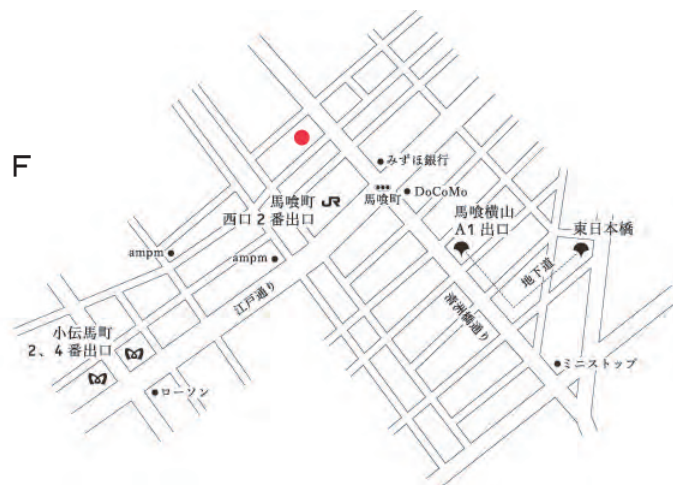 F
みずほ銀行
DoCoMo
馬喰町
馬喰町 JR
西口 2 番出口
馬喰横山
A1 出口
東日本橋
地下道
清洲橋通り
ampm
ampm
江戸通り
小伝馬町
2、4 番出口
ローソン
ミニストップ